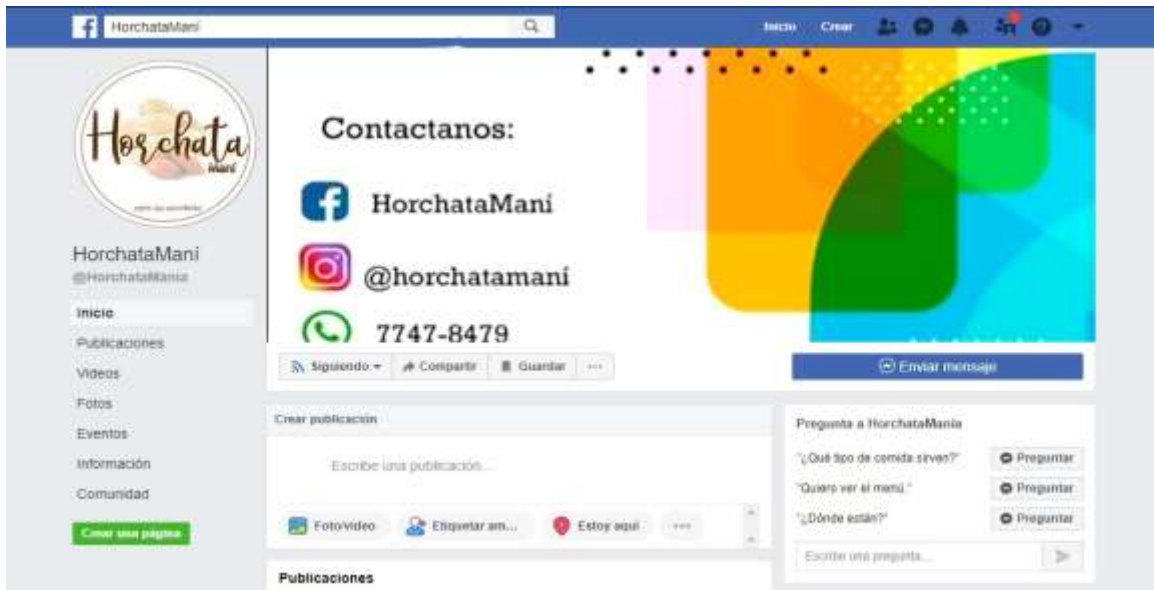 HorchataManí
Inicio Crear
Horchata
Maní
Contactanos:
HorchataManí
@horchatamaní
7747-8479
HorchataManí
@HorchataMania
Inicio
Publicaciones
Videos
Fotos
Eventos
Información
Comunidad
Crear una página
Siguiendo Compartir Guardar ...
Enviar mensaje
Crear publicación
Escribe una publicación...
Foto/video Etiquetar am... Estoy aquí ...
Publicaciones
Pregunta a HorchataMania
"¿Qué tipo de comida sirven?" Preguntar
"Quiero ver el menú." Preguntar
"¿Dónde están?" Preguntar
Escribe una pregunta...